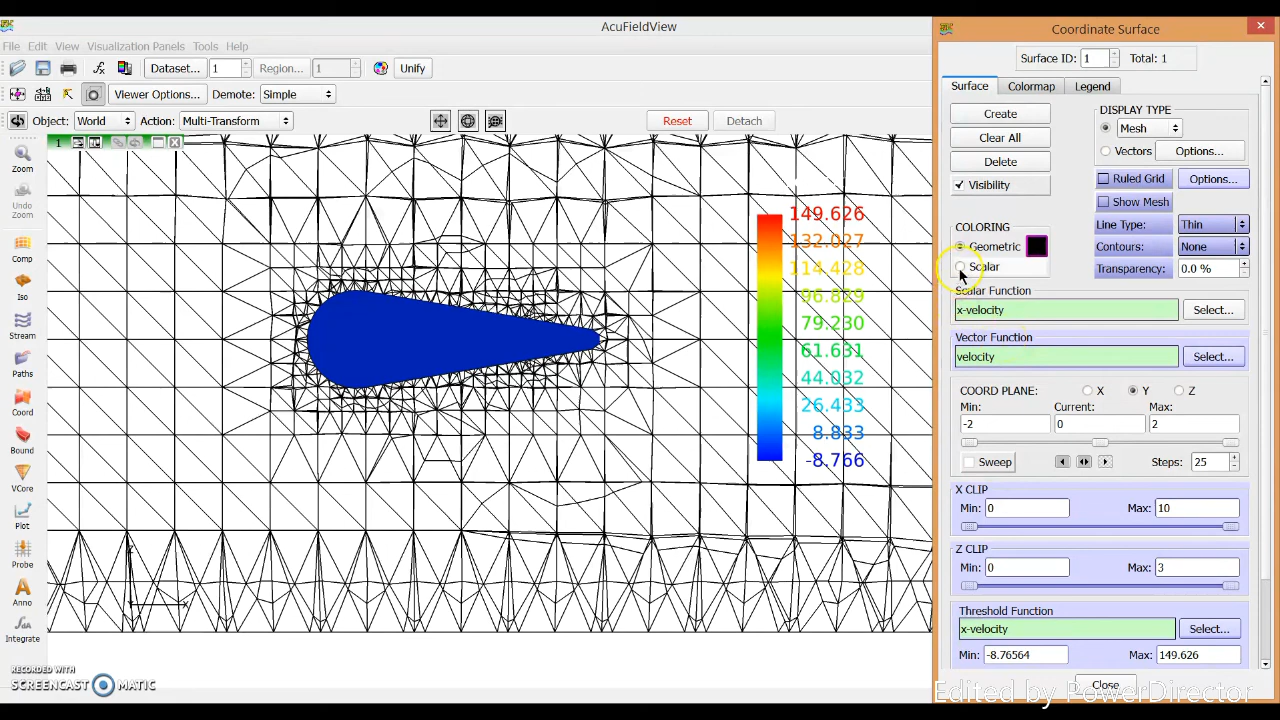 AcuFieldView
File Edit View Visualization Panels Tools Help
Dataset... 1 Region... 1 Unify
Viewer Options... Demote: Simple
Object: World Action: Multi-Transform Reset Detach
1
Zoom
Undo
Zoom
Comp
Iso
Stream
Paths
Coord
Bound
VCore
Plot
Probe
Anno
Integrate
149.626
132.027
114.428
96.829
79.230
61.631
44.032
26.433
8.833
-8.766
Z
X
RECORDED WITH
SCREENCAST MATIC
Coordinate Surface
Surface ID: 1 Total: 1
Surface Colormap Legend
Create
Clear All
Delete
Visibility
DISPLAY TYPE
Mesh
Vectors Options...
Ruled Grid Options...
Show Mesh
Line Type: Thin
Contours: None
Transparency: 0.0 %
COLORING
Geometric
Scalar
Scalar Function
x-velocity Select...
Vector Function
velocity Select...
COORD PLANE: X Y Z
Min: Current: Max:
-2 0 2
Sweep Steps: 25
X CLIP
Min: 0 Max: 10
Z CLIP
Min: 0 Max: 3
Threshold Function
x-velocity Select...
Min: -8.76564 Max: 149.626
Close
Edited by PowerDirector